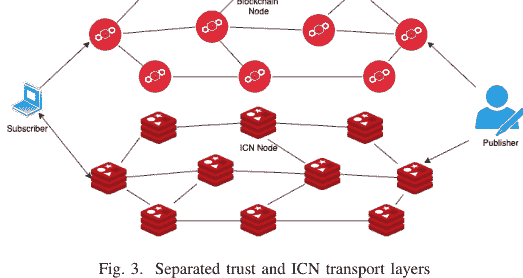 Blockchain
Node
Subscriber
ICN Node
Publisher
Fig. 3. Separated trust and ICN transport layers